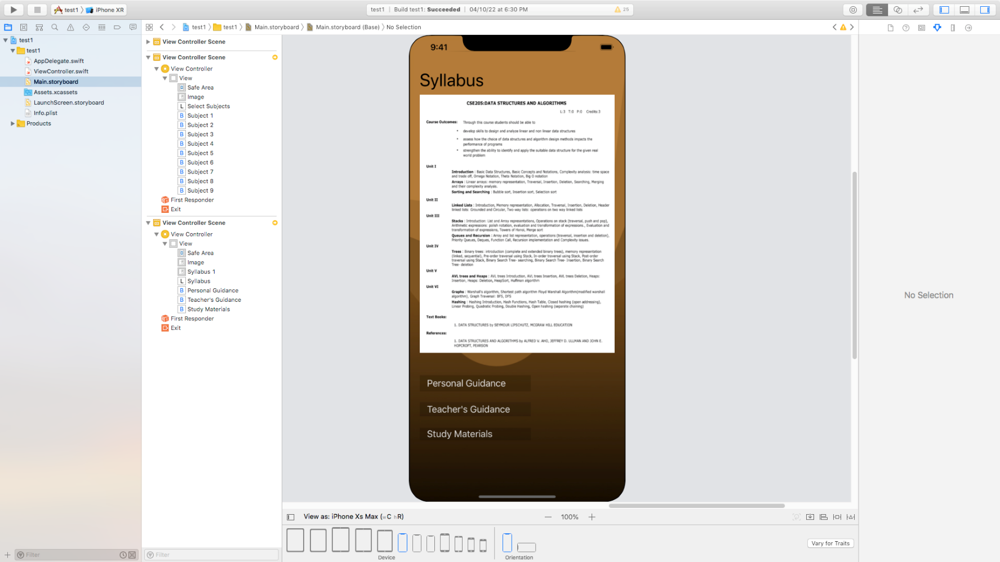 test1 iPhone XR
test1 | Build test1: Succeeded | 04/10/22 at 6:30 PM 25
test1 test1 Main.storyboard Main.storyboard (Base) No Selection
test1
test1
AppDelegate.swift
ViewController.swift
Main.storyboard
Assets.xcassets
LaunchScreen.storyboard
Info.plist
Products
Filter
View Controller Scene
View Controller Scene
View Controller
View
Safe Area
Image
L Select Subjects
B Subject 1
B Subject 2
B Subject 3
B Subject 4
B Subject 5
B Subject 6
B Subject 7
B Subject 8
B Subject 9
First Responder
Exit
View Controller Scene
View Controller
View
Safe Area
Image
Syllabus 1
L Syllabus
B Personal Guidance
B Teacher's Guidance
B Study Materials
First Responder
Exit
Filter
9:41
Syllabus
CSE205:DATA STRUCTURES AND ALGORITHMS
L:3 T:0 P:0 Credits:3
Course Outcomes: Through this course students should be able to
• develop skills to design and analyze linear and non linear data structures
• assess how the choice of data structures and algorithm design methods impacts the
performance of programs
• strengthen the ability to identify and apply the suitable data structure for the given real
world problem
Unit I
Introduction : Basic Data Structures, Basic Concepts and Notations, Complexity analysis: time space
and trade off, Omega Notation, Theta Notation, Big O notation
Arrays : Linear arrays: memory representation, Traversal, Insertion, Deletion, Searching, Merging
and their complexity analysis.
Sorting and Searching : Bubble sort, Insertion sort, Selection sort
Unit II
Linked Lists : Introduction, Memory representation, Allocation, Traversal, Insertion, Deletion, Header
linked lists: Grounded and Circular, Two-way lists: operations on two way linked lists
Unit III
Stacks : Introduction: List and Array representations, Operations on stack (traversal, push and pop),
Arithmetic expressions: polish notation, evaluation and transformation of expressions., Evaluation and
transformation of expressions, Towers of Hanoi, Merge sort
Queues and Recursion : Array and list representation, operations (traversal, insertion and deletion),
Priority Queues, Deques, Function Call, Recursion implementation and Complexity issues.
Unit IV
Trees : Binary trees: introduction (complete and extended binary trees), memory representation
(linked, sequential), Pre-order traversal using Stack, In-order traversal using Stack, Post-order
traversal using Stack, Binary Search Tree- searching, Binary Search Tree- Insertion, Binary Search
Tree- deletion
Unit V
AVL trees and Heaps : AVL trees Introduction, AVL trees Insertion, AVL trees Deletion, Heaps:
Insertion, Heaps: Deletion, HeapSort, Huffman algorithm
Unit VI
Graphs : Warshall's algorithm, Shortest path algorithm Floyd Warshall Algorithm(modified warshall
algorithm), Graph Traversal: BFS, DFS
Hashing : Hashing Introduction, Hash Functions, Hash Table, Closed hashing (open addressing),
Linear Probing, Quadratic Probing, Double Hashing, Open hashing (separate chaining)
Text Books:
1. DATA STRUCTURES by SEYMOUR LIPSCHUTZ, MCGRAW HILL EDUCATION
References:
1. DATA STRUCTURES AND ALGORITHMS by ALFRED V. AHO, JEFFREY D. ULLMAN AND JOHN E.
HOPCROFT, PEARSON
Personal Guidance
Teacher's Guidance
Study Materials
View as: iPhone Xs Max (wC hR) 100%
Device
Orientation
Vary for Traits
No Selection